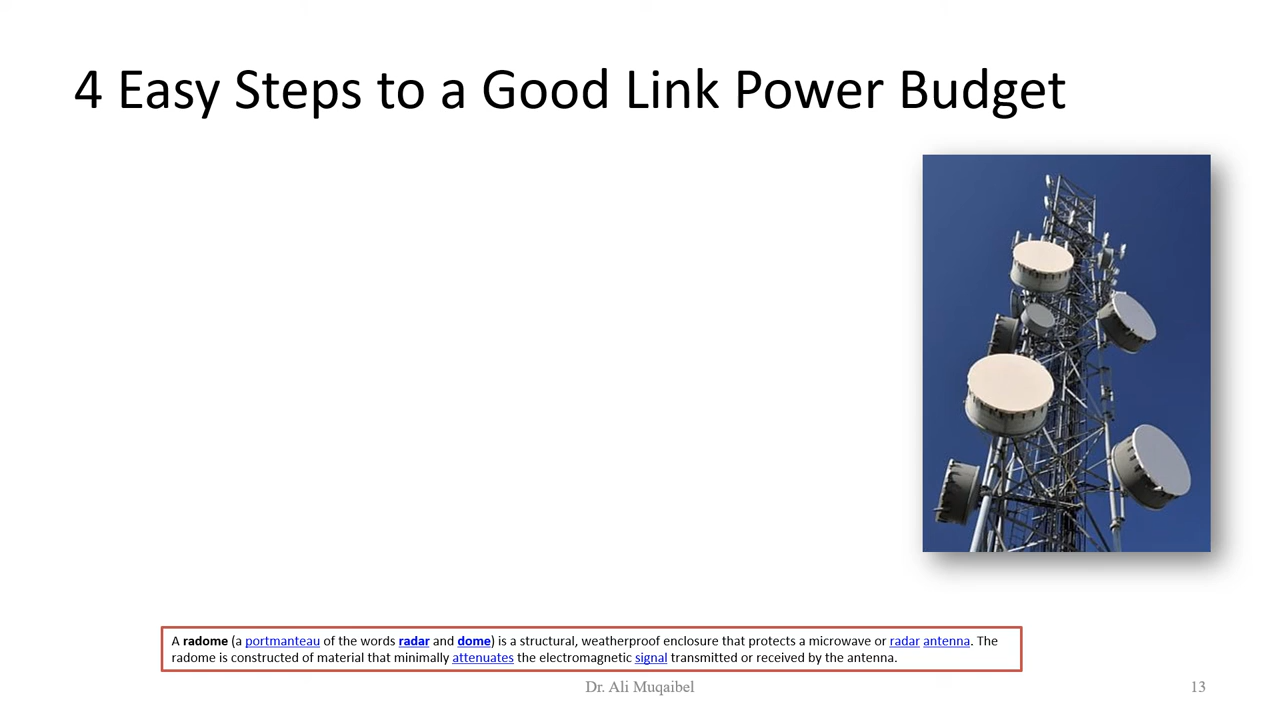 4 Easy Steps to a Good Link Power Budget
A radome (a portmanteau of the words radar and dome) is a structural, weatherproof enclosure that protects a microwave or radar antenna. The
radome is constructed of material that minimally attenuates the electromagnetic signal transmitted or received by the antenna.
Dr. Ali Muqaibel
13